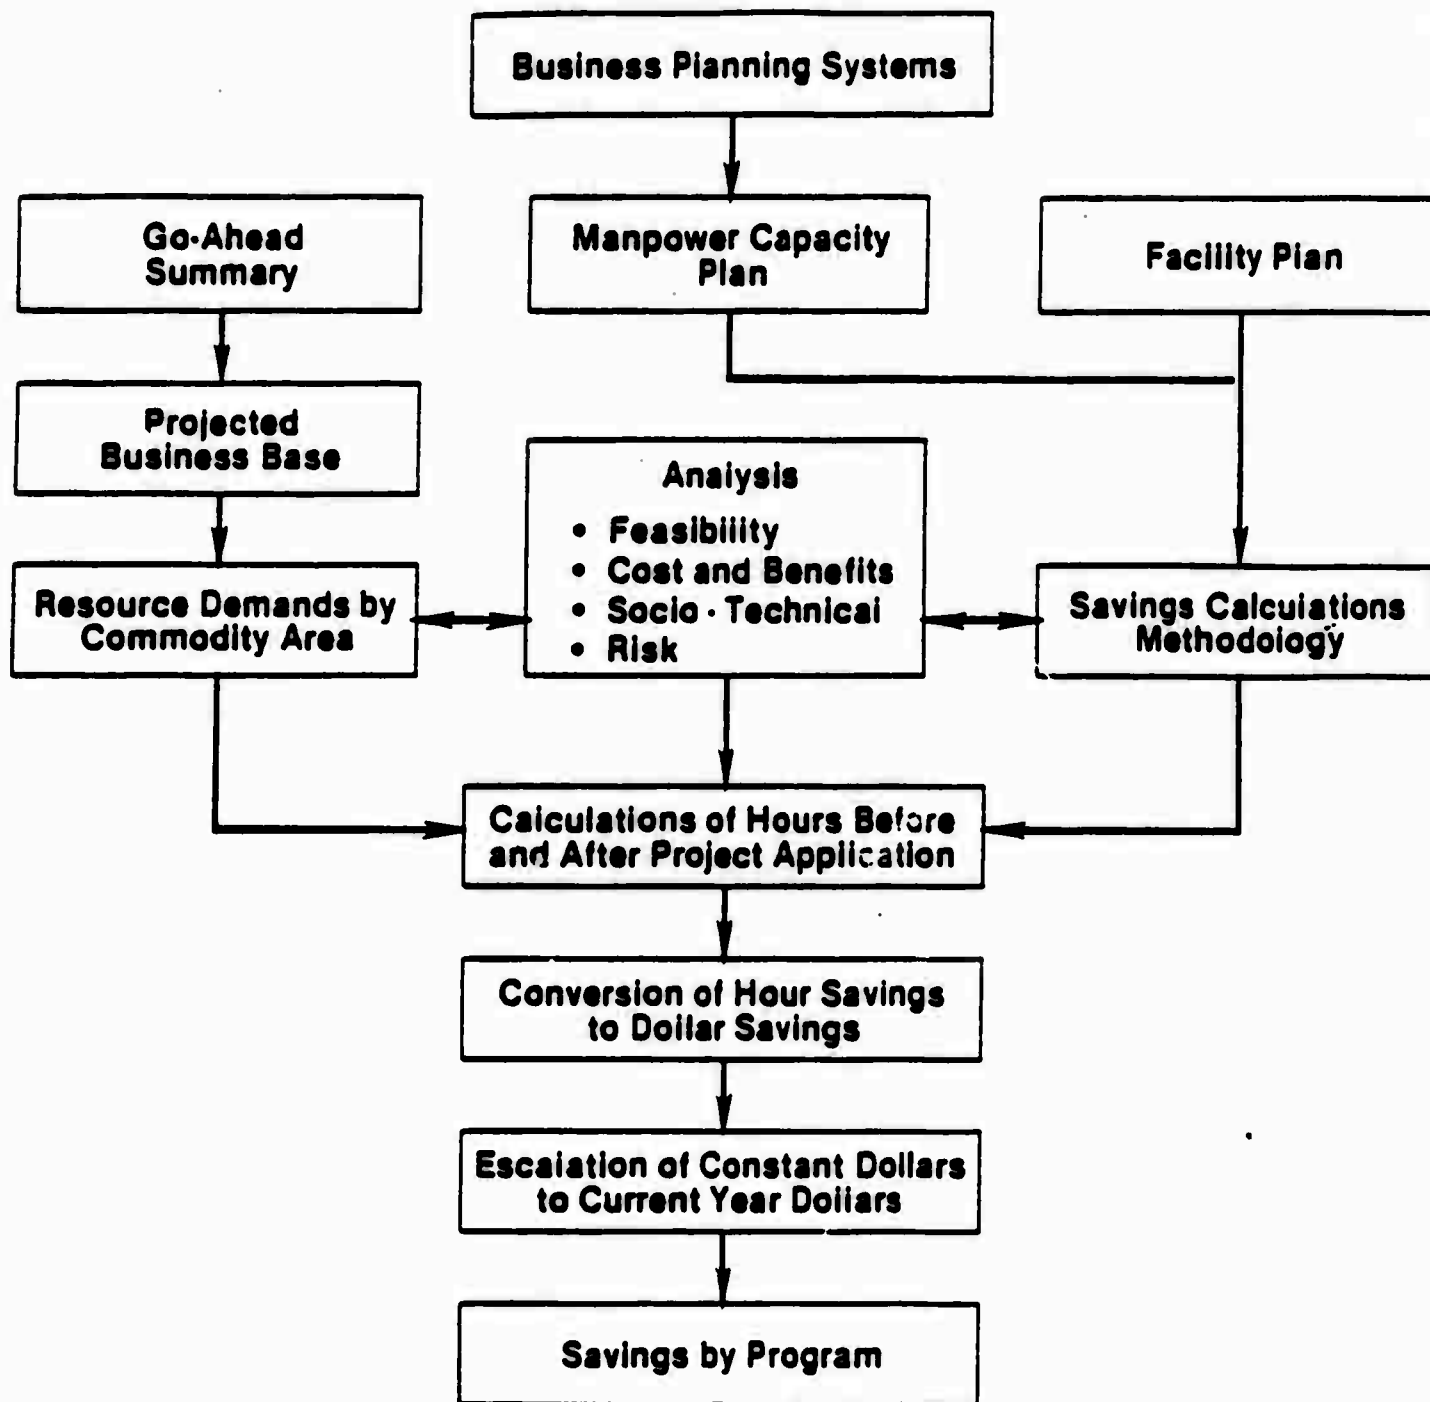 Business Planning Systems
Go-Ahead
Summary
Manpower Capacity
Plan
Facility Plan
Projected
Business Base
Analysis
• Feasibility
• Cost and Benefits
• Socio - Technical
• Risk
Resource Demands by
Commodity Area
Savings Calculations
Methodology
Calculations of Hours Before
and After Project Application
Conversion of Hour Savings
to Dollar Savings
Escalation of Constant Dollars
to Current Year Dollars
Savings by Program